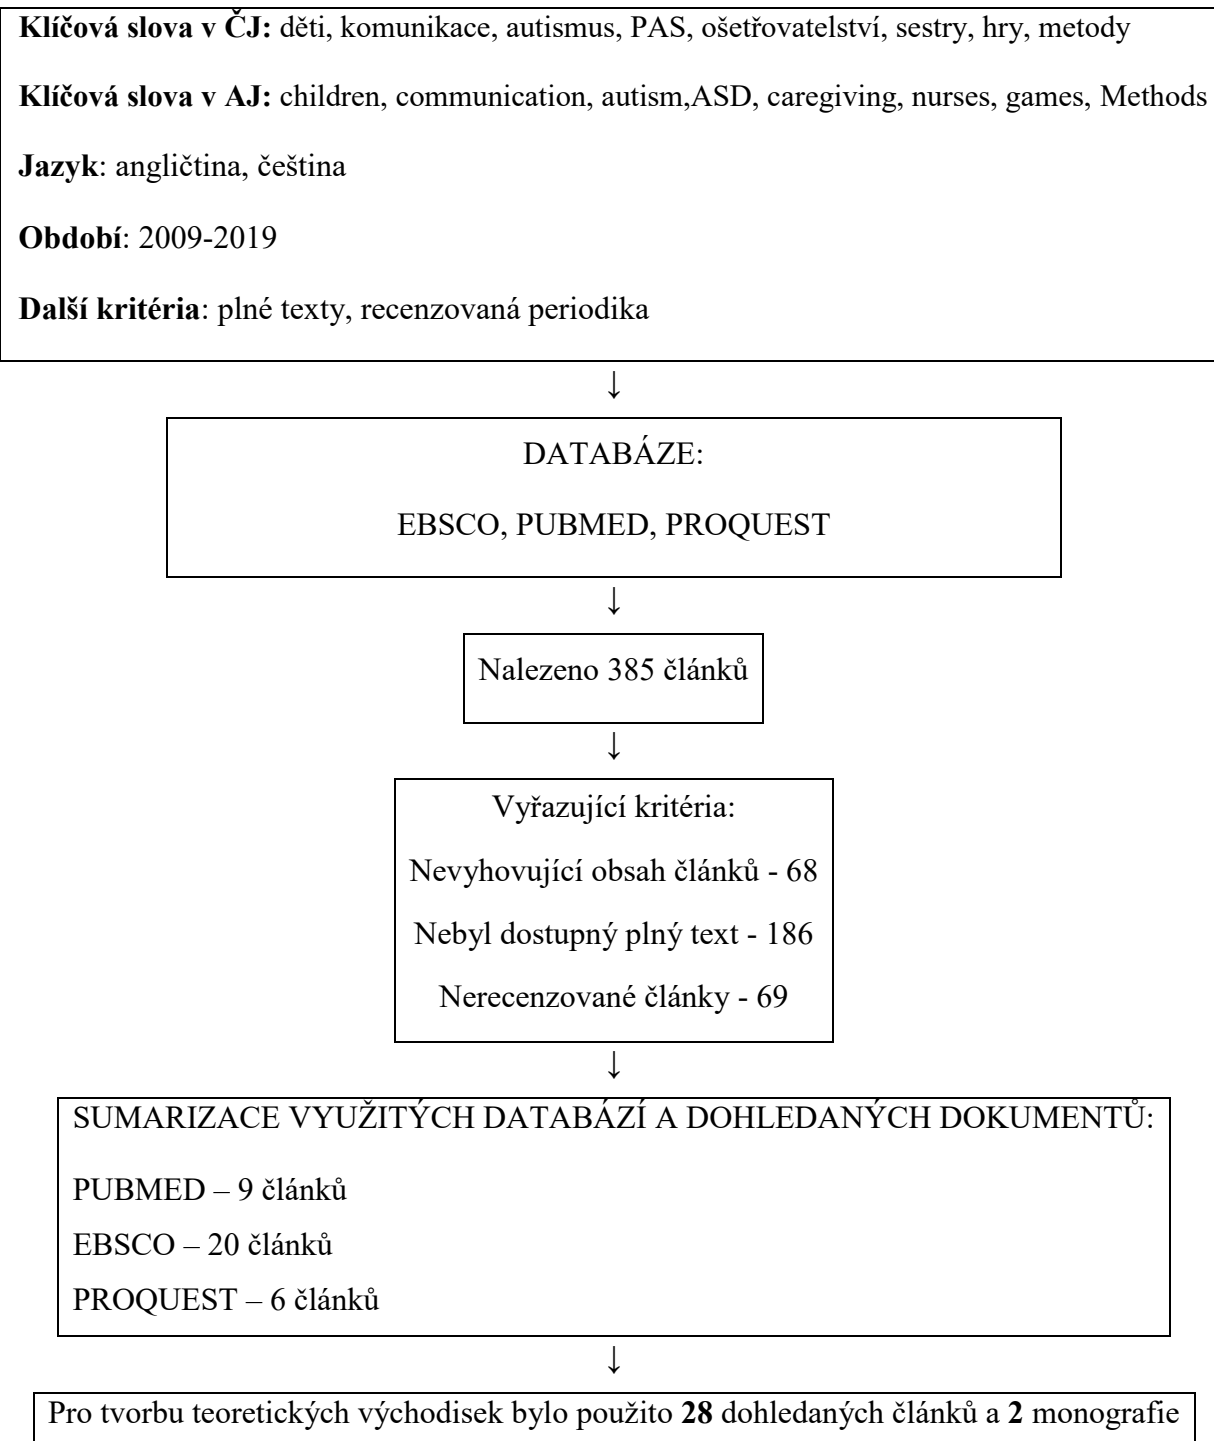 Klíčová slova v ČJ: děti, komunikace, autismus, PAS, ošetřovatelství, sestry, hry, metody
Klíčová slova v AJ: children, communication, autism,ASD, caregiving, nurses, games, Methods
Jazyk: angličtina, čeština
Období: 2009-2019
Další kritéria: plné texty, recenzovaná periodika
↓
DATABÁZE:
EBSCO, PUBMED, PROQUEST
↓
Nalezeno 385 článků
↓
Vyřazující kritéria:
Nevyhovující obsah článků - 68
Nebyl dostupný plný text - 186
Nerecenzované články - 69
↓
SUMARIZACE VYUŽITÝCH DATABÁZÍ A DOHLEDANÝCH DOKUMENTŮ:
PUBMED – 9 článků
EBSCO – 20 článků
PROQUEST – 6 článků
↓
Pro tvorbu teoretických východisek bylo použito 28 dohledaných článků a 2 monografie